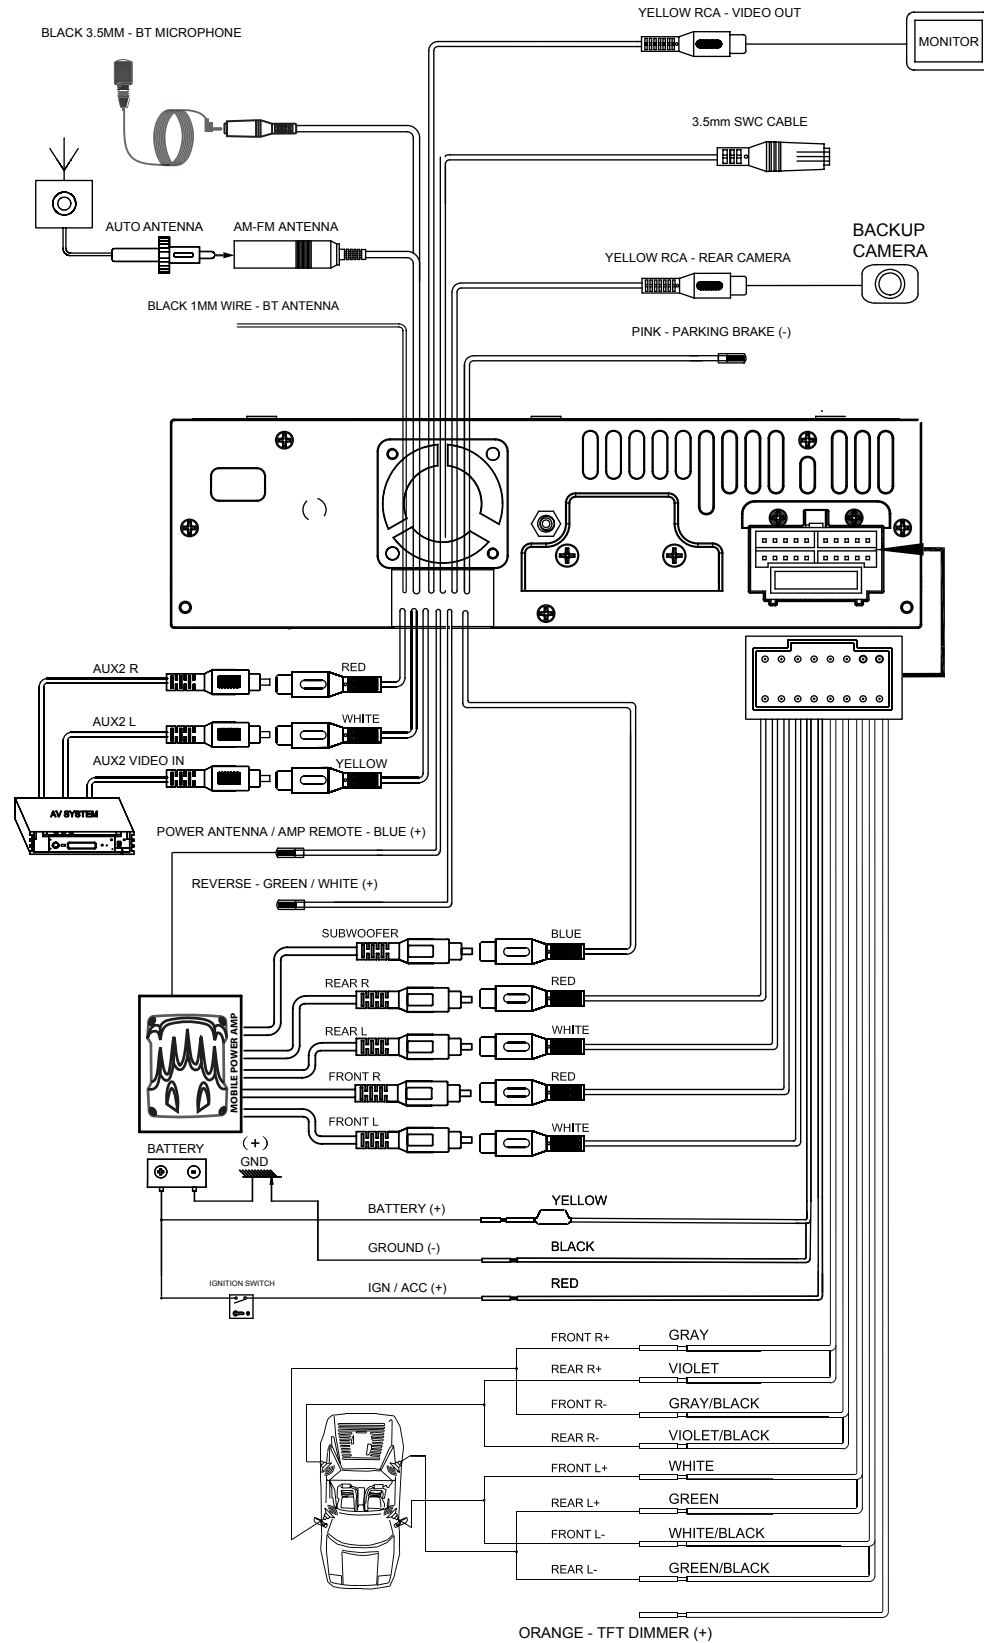 YELLOW RCA - VIDEO OUT
BLACK 3.5MM - BT MICROPHONE
MONITOR
3.5mm SWC CABLE
AUTO ANTENNA
AM-FM ANTENNA
BACKUP
CAMERA
YELLOW RCA - REAR CAMERA
BLACK 1MM WIRE - BT ANTENNA
PINK - PARKING BRAKE (-)
AUX2 R
RED
AUX2 L
WHITE
AUX2 VIDEO IN
YELLOW
AV SYSTEM
POWER ANTENNA / AMP REMOTE - BLUE (+)
REVERSE - GREEN / WHITE (+)
SUBWOOFER
BLUE
REAR R
RED
REAR L
WHITE
FRONT R
RED
FRONT L
WHITE
MOBILE POWER AMP
BATTERY
(+)
GND
BATTERY (+)
YELLOW
GROUND (-)
BLACK
IGNITION SWITCH
IGN / ACC (+)
RED
FRONT R+
GRAY
REAR R+
VIOLET
FRONT R-
GRAY/BLACK
REAR R-
VIOLET/BLACK
FRONT L+
WHITE
REAR L+
GREEN
FRONT L-
WHITE/BLACK
REAR L-
GREEN/BLACK
ORANGE - TFT DIMMER (+)